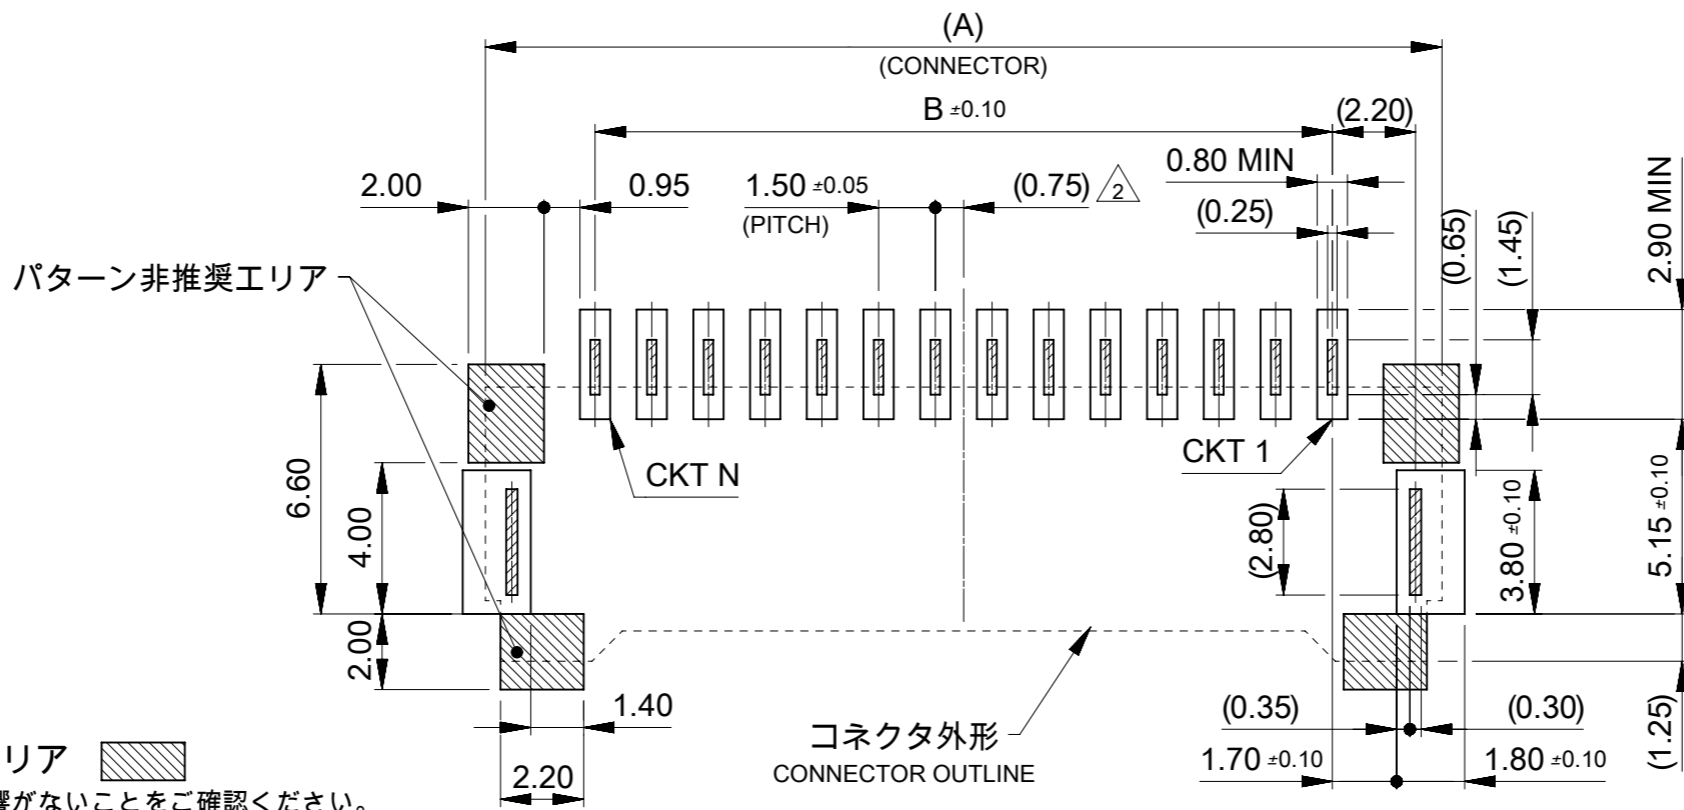 (A)
(CONNECTOR)
B ±0.10
(2.20)
2.00
0.95
1.50 ±0.05
(PITCH)
(0.75)
2
0.80 MIN
(0.25)
(0.65)
(1.45)
2.90 MIN
パターン非推奨エリア
CKT N
CKT 1
6.60
4.00
2.00
(2.80)
3.80 ±0.10
5.15 ±0.10
(1.25)
1.40
2.20
コネクタ外形
CONNECTOR OUTLINE
(0.35)
(0.30)
1.70 ±0.10
1.80 ±0.10
リア
響がないことをご確認ください。